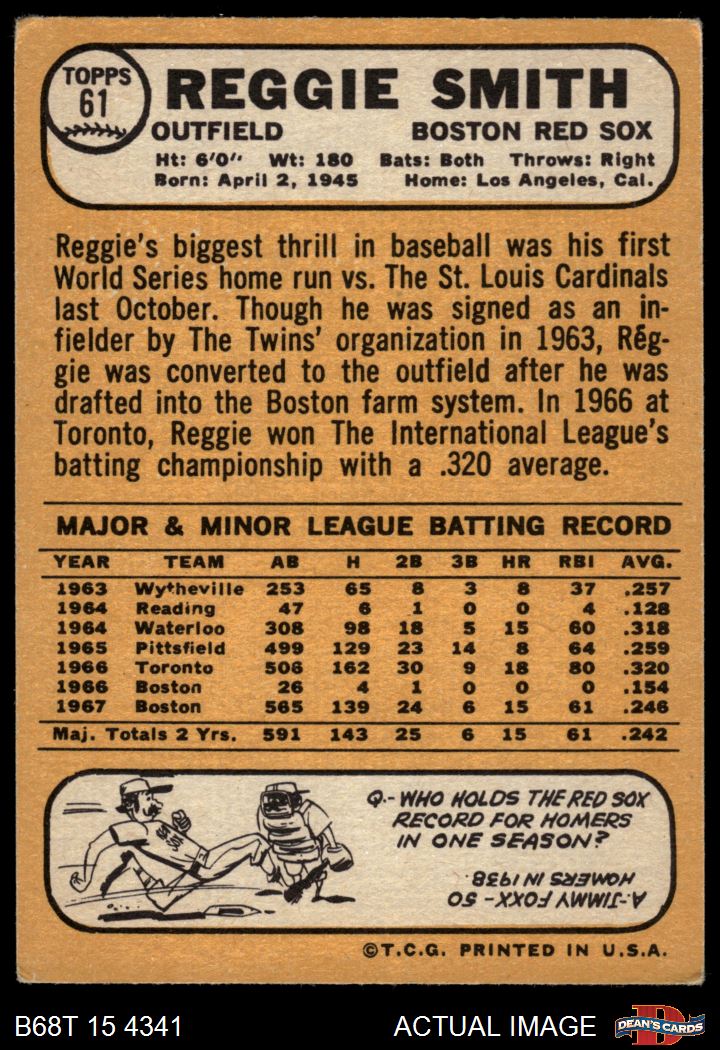 TOPPS
61
REGGIE SMITH
OUTFIELD BOSTON RED SOX
Ht: 6'0" Wt: 180 Bats: Both Throws: Right
Born: April 2, 1945 Home: Los Angeles, Cal.
Reggie's biggest thrill in baseball was his first
World Series home run vs. The St. Louis Cardinals
last October. Though he was signed as an in-
fielder by The Twins' organization in 1963, Reg-
gie was converted to the outfield after he was
drafted into the Boston farm system. In 1966 at
Toronto, Reggie won The International League's
batting championship with a .320 average.
MAJOR & MINOR LEAGUE BATTING RECORD
YEAR TEAM AB H 2B 3B HR RBI AVG.
1963 Wytheville 253 65 8 3 8 37 .257
1964 Reading 47 6 1 0 0 4 .128
1964 Waterloo 308 98 18 5 15 60 .318
1965 Pittsfield 499 129 23 14 8 64 .259
1966 Toronto 506 162 30 9 18 80 .320
1966 Boston 26 4 1 0 0 0 .154
1967 Boston 565 139 24 6 15 61 .246
Maj. Totals 2 Yrs. 591 143 25 6 15 61 .242
Q.- WHO HOLDS THE RED SOX
RECORD FOR HOMERS
IN ONE SEASON?
A-JIMMY FOXX - 50
HOMERS IN 1938.
©T.C.G. PRINTED IN U.S.A.
B68T 15 4341 ACTUAL IMAGE DEAN'S CARDS